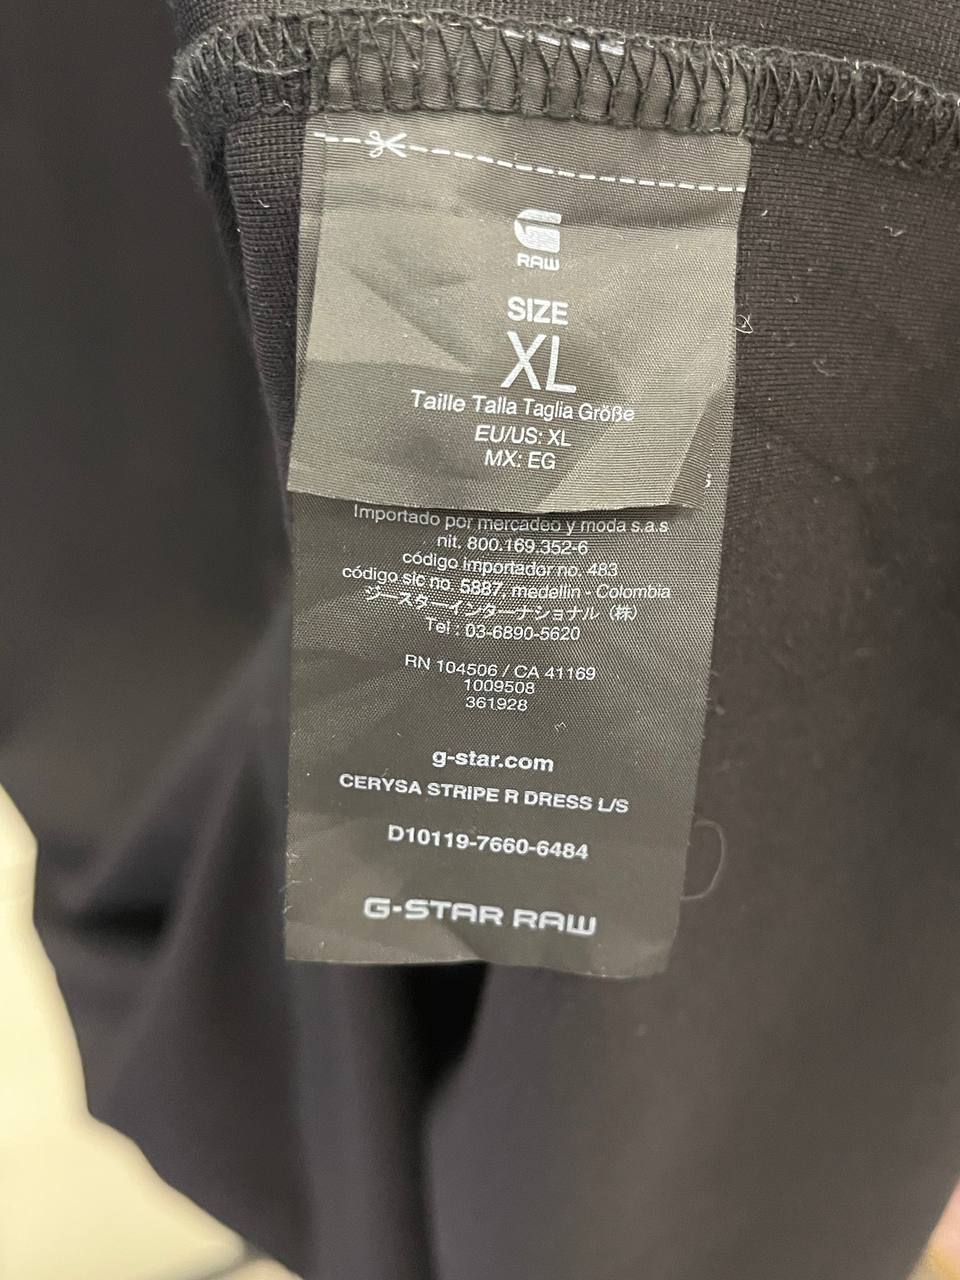 G
RAW
SIZE
XL
Taille Talla Taglia Größe
EU/US: XL
MX: EG
Importado por mercadeo y moda s.a.s
nit. 800.169.352-6
código importador no. 483
código sic no. 5887, medellin - Colombia
ジースターインターナショナル（株）
Tel : 03-6890-5620
RN 104506 / CA 41169
1009508
361928
g-star.com
CERYSA STRIPE R DRESS L/S
D10119-7660-6484
G-STAR RAW